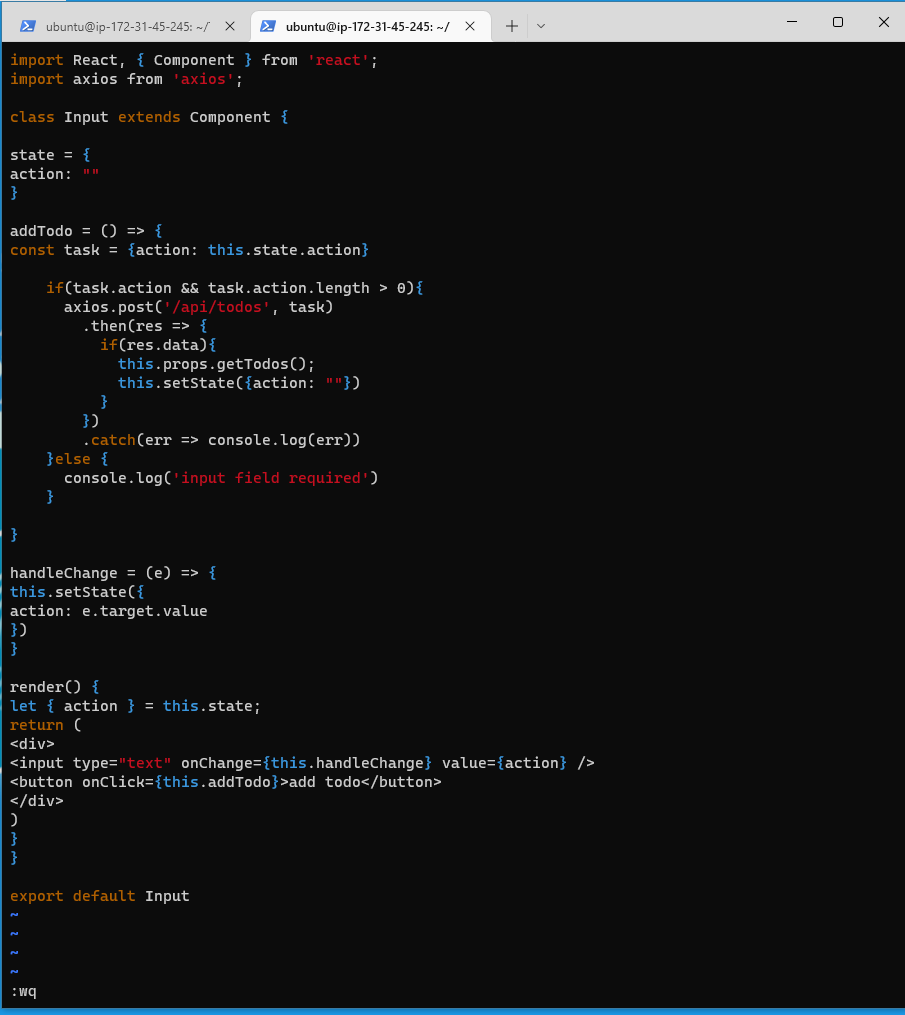 ubuntu@ip-172-31-45-245: ~/
ubuntu@ip-172-31-45-245: ~/
import React, { Component } from 'react';
import axios from 'axios';

class Input extends Component {

state = {
action: ""
}

addTodo = () => {
const task = {action: this.state.action}

    if(task.action && task.action.length > 0){
      axios.post('/api/todos', task)
        .then(res => {
          if(res.data){
            this.props.getTodos();
            this.setState({action: ""})
          }
        })
        .catch(err => console.log(err))
    }else {
      console.log('input field required')
    }

}

handleChange = (e) => {
this.setState({
action: e.target.value
})
}

render() {
let { action } = this.state;
return (
<div>
<input type="text" onChange={this.handleChange} value={action} />
<button onClick={this.addTodo}>add todo</button>
</div>
)
}
}

export default Input
~
~
~
~
:wq